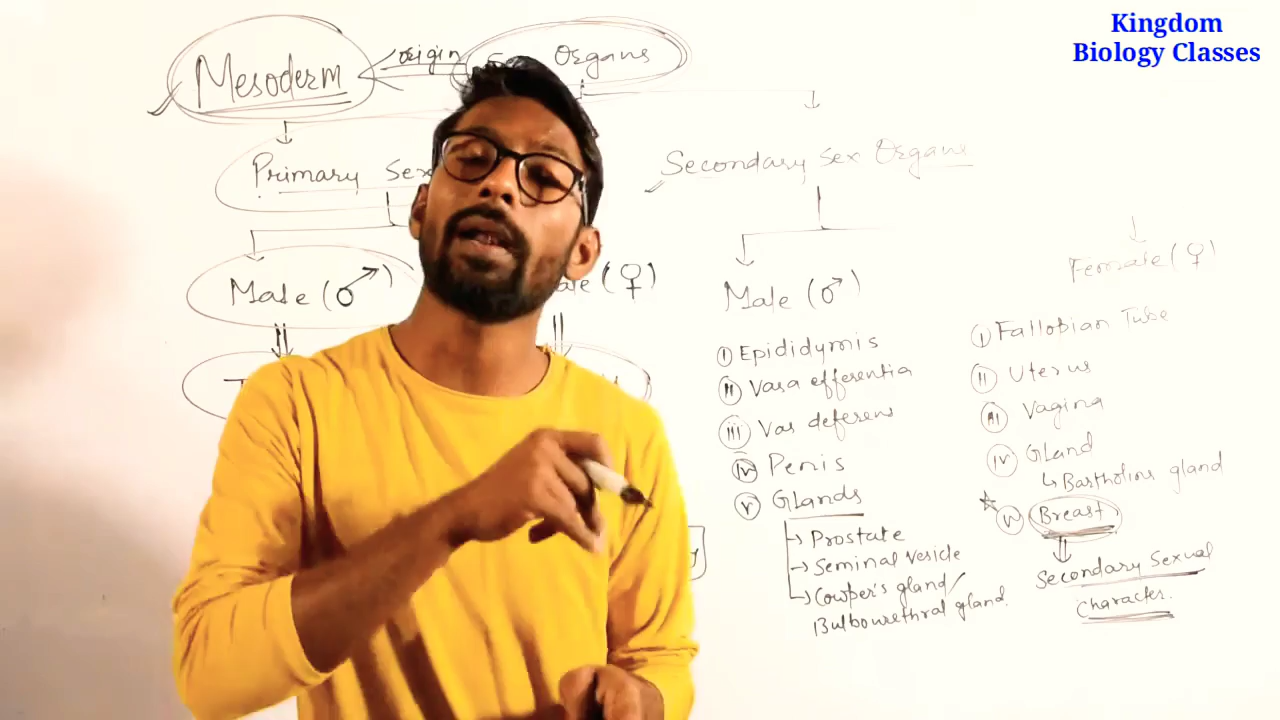 Kingdom
Biology Classes
Mesoderm
origin
Organs
Primary Sex
Secondary Sex Organs
Male (♂)
(♀)
Male (♂)
Female (♀)
I Epididymis
II Vasa efferentia
III Vas deferens
IV Penis
V Glands
Prostate
Seminal vesicle
Cowper's gland/
Bulbourethral gland.
I Fallopian Tube
II Uterus
III Vagina
IV Gland
Bartholins gland
V Breast
Secondary Sexual
Character.